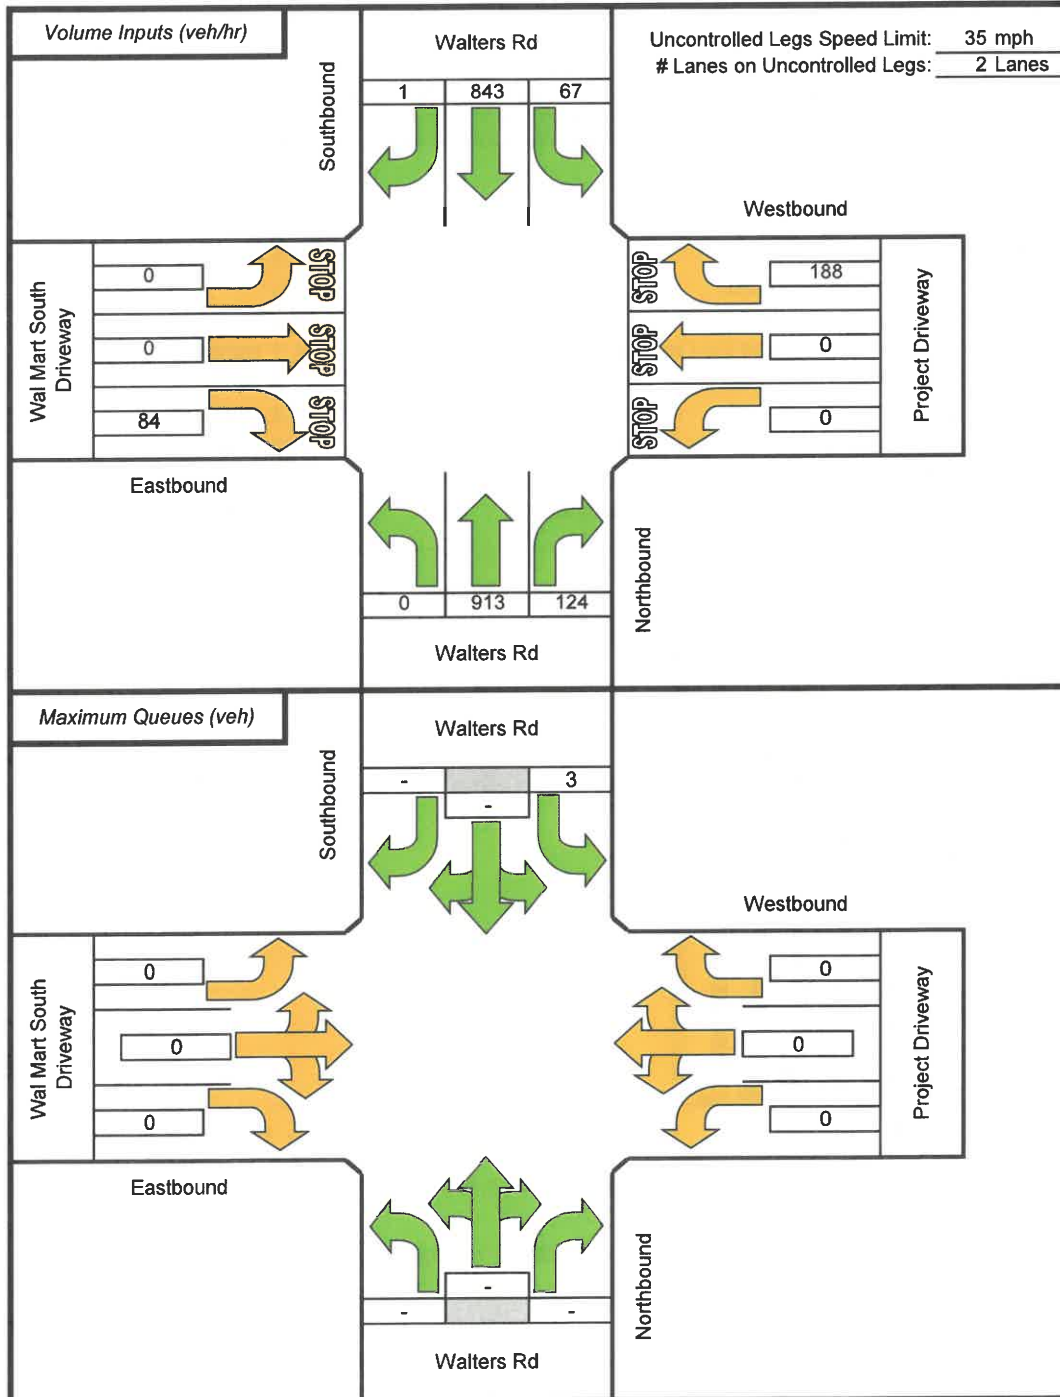 Volume Inputs (veh/hr)
Walters Rd
Uncontrolled Legs Speed Limit: 35 mph
# Lanes on Uncontrolled Legs: 2 Lanes
1 843 67
Southbound
Westbound
Wal Mart South
Driveway
0
STOP
0
STOP
84
STOP
STOP
188
STOP
0
STOP
0
Project Driveway
Eastbound
Northbound
0 913 124
Walters Rd
Maximum Queues (veh)
Walters Rd
- 3
-
Southbound
Westbound
Wal Mart South
Driveway
0
0
0
0
0
0
Project Driveway
Eastbound
Northbound
-
- -
Walters Rd